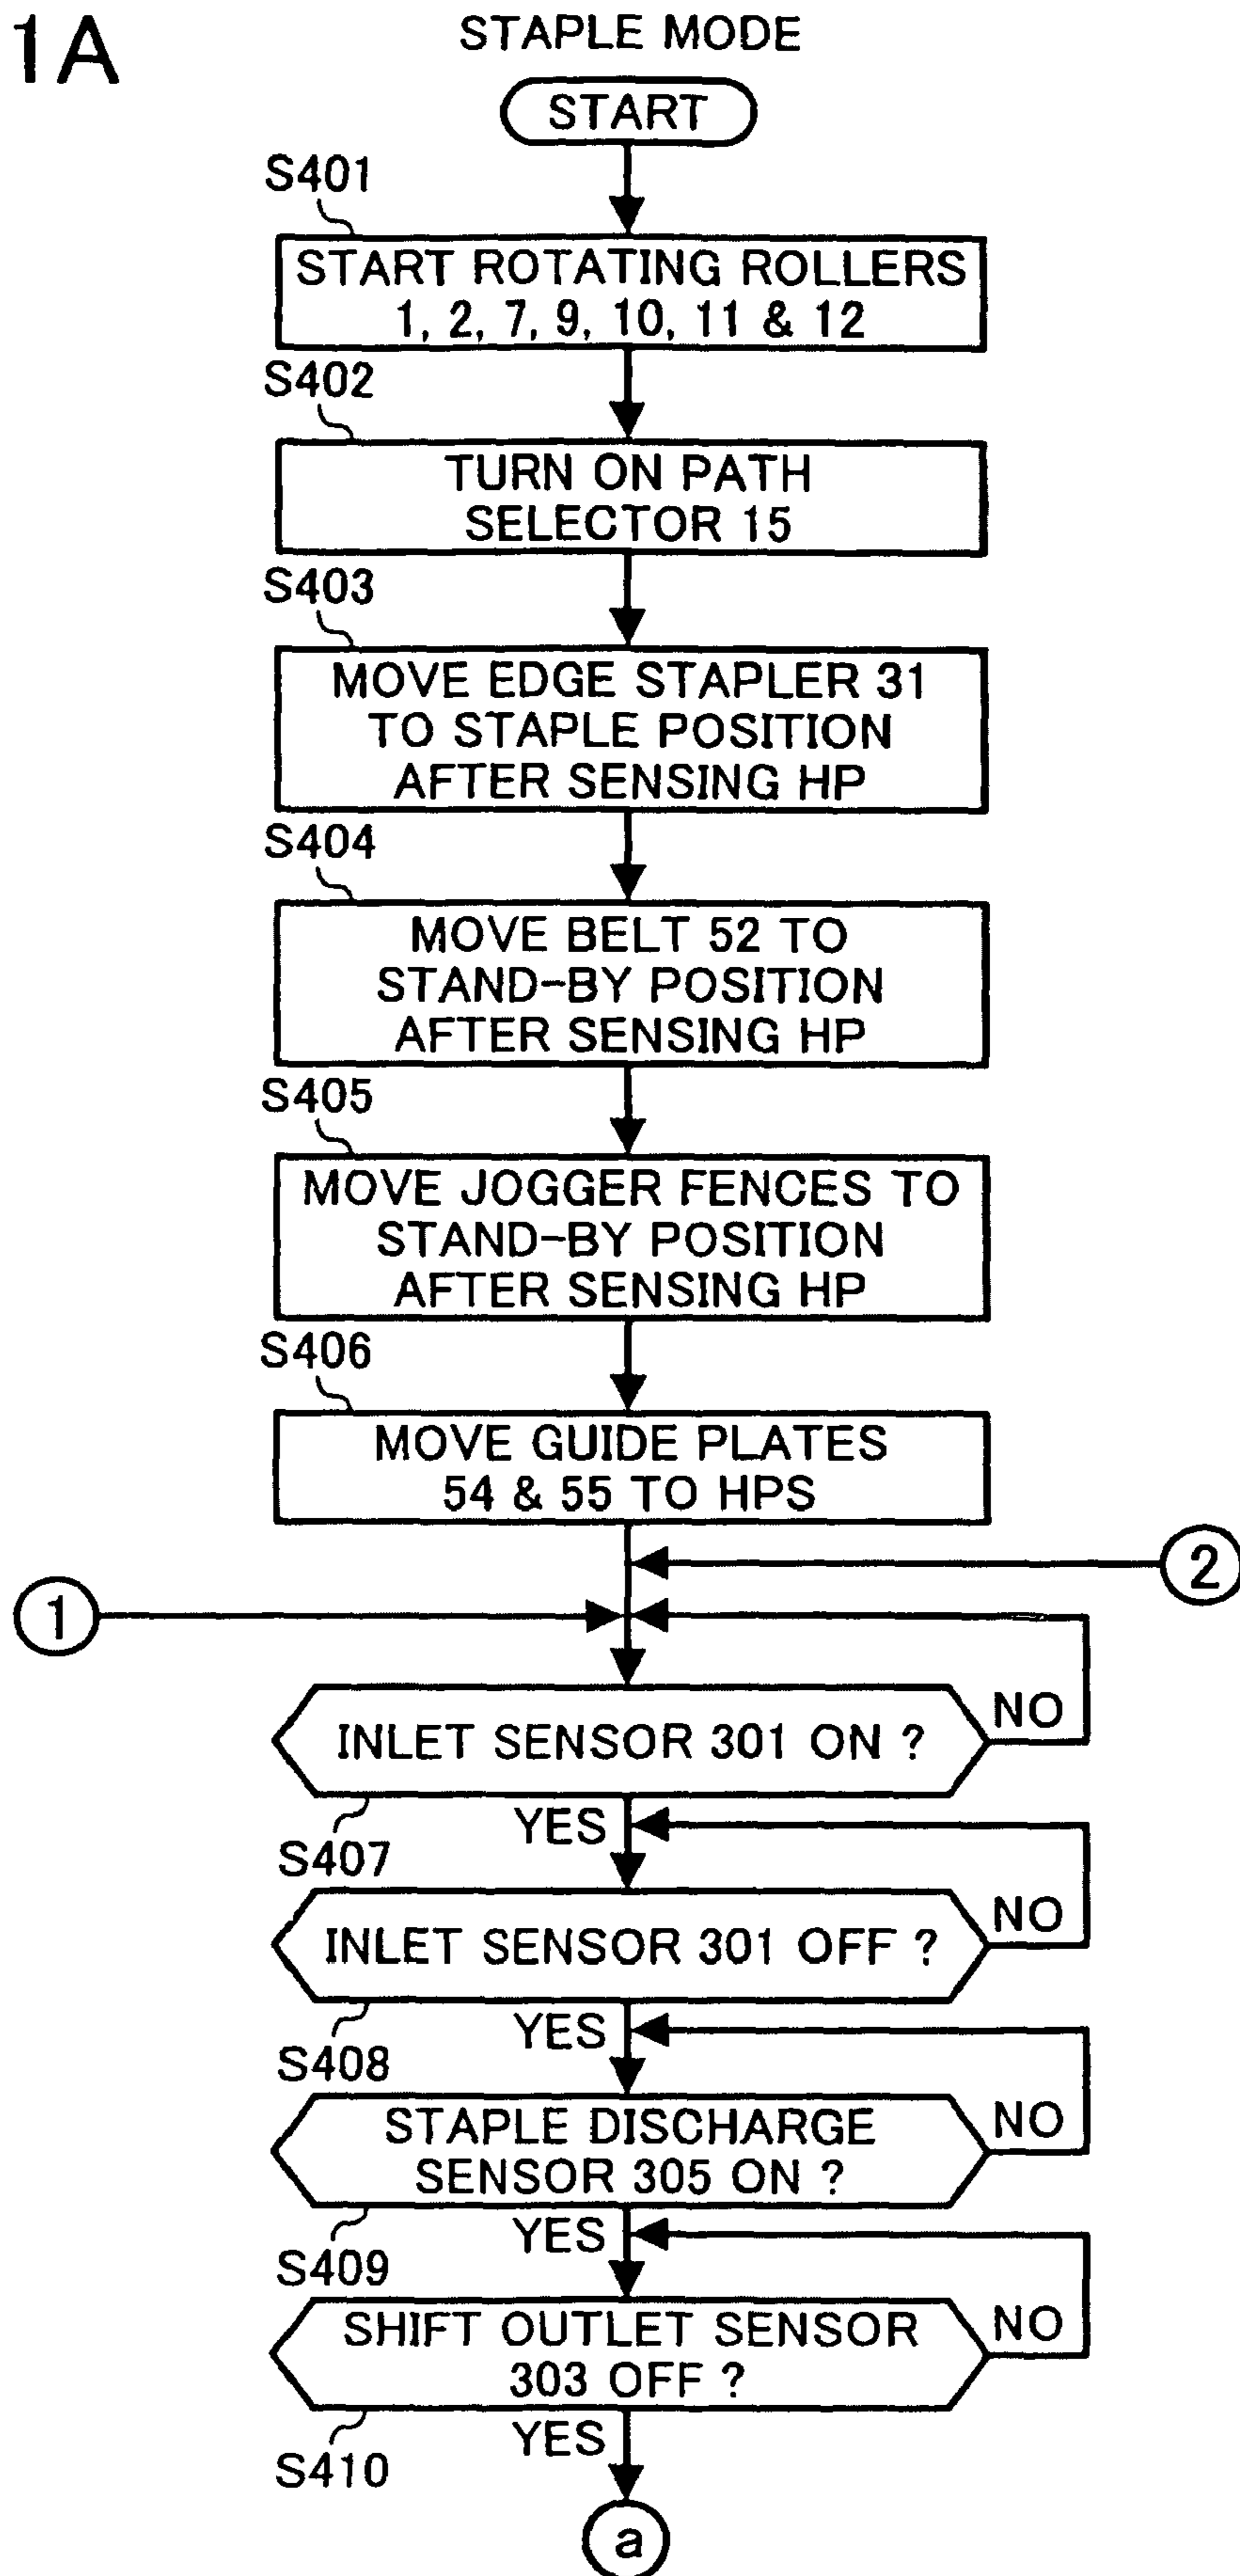 1A
STAPLE MODE
START
S401
START ROTATING ROLLERS
1, 2, 7, 9, 10, 11 & 12
S402
TURN ON PATH
SELECTOR 15
S403
MOVE EDGE STAPLER 31
TO STAPLE POSITION
AFTER SENSING HP
S404
MOVE BELT 52 TO
STAND-BY POSITION
AFTER SENSING HP
S405
MOVE JOGGER FENCES TO
STAND-BY POSITION
AFTER SENSING HP
S406
MOVE GUIDE PLATES
54 & 55 TO HPS
2
1
INLET SENSOR 301 ON ?
NO
YES
S407
INLET SENSOR 301 OFF ?
NO
YES
S408
STAPLE DISCHARGE
SENSOR 305 ON ?
NO
YES
S409
SHIFT OUTLET SENSOR
303 OFF ?
NO
YES
S410
a